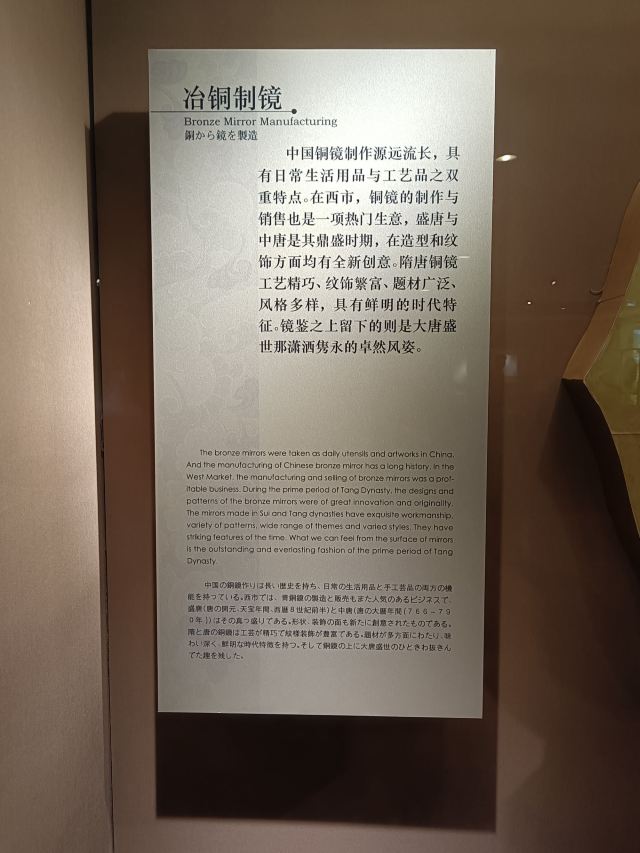 冶铜制镜
Bronze Mirror Manufacturing
銅から鏡を製造
中国铜镜制作源远流长，具
有日常生活用品与工艺品之双
重特点。在西市，铜镜的制作与
销售也是一项热门生意，盛唐与
中唐是其鼎盛时期，在造型和纹
饰方面均有全新创意。隋唐铜镜
工艺精巧、纹饰繁富、题材广泛、
风格多样，具有鲜明的时代特
征。镜鉴之上留下的则是大唐盛
世那潇洒隽永的卓然风姿。
The bronze mirrors were taken as daily utensils and artworks in China.
And the manufacturing of Chinese bronze mirror has a long history. In the
West Market, the manufacturing and selling of bronze mirrors was a prof-
itable business. During the prime period of Tang Dynasty, the designs and
patterns of the bronze mirrors were of great innovation and originality.
The mirrors made in Sui and Tang dynasties have exquisite workmanship,
variety of patterns, wide range of themes and varied styles. They have
striking features of the time. What we can feel from the surface of mirrors
is the outstanding and everlasting fashion of the prime period of Tang
Dynasty.
中国の銅鏡作りは長い歴史を持ち、日常の生活用品と手工芸品の両方の機
能を持っている。西市では、青銅鏡の製造と販売もまた人気のあるビジネスで、
盛唐(唐の開元、天宝年間、西暦8世紀前半)と中唐(唐の大暦年間(766-79
0年))はその真っ盛りである。形状、装飾の面も新たに創意されたものである。
隋と唐の銅鏡は工芸が精巧で紋様装飾が豊富である。題材が多方面にわたり、味
わい深く、鮮明な時代特徴を持つ。そして銅鏡の上に大唐盛世のひときわ抜きん
でた趣を残した。